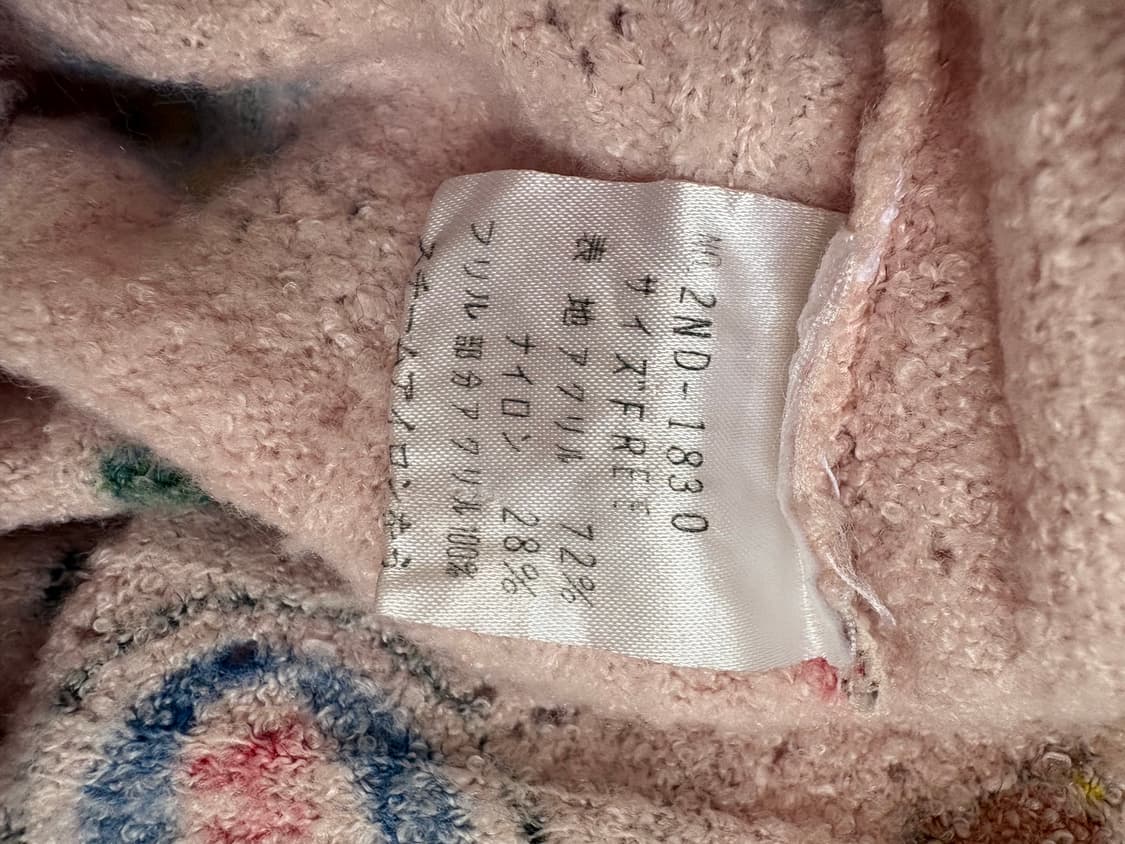 NO. 2ND-1830
サイズFREE
表 地 アクリル 72%
ナイロン 28%
フリル部分アクリル100%
スチームアイロン